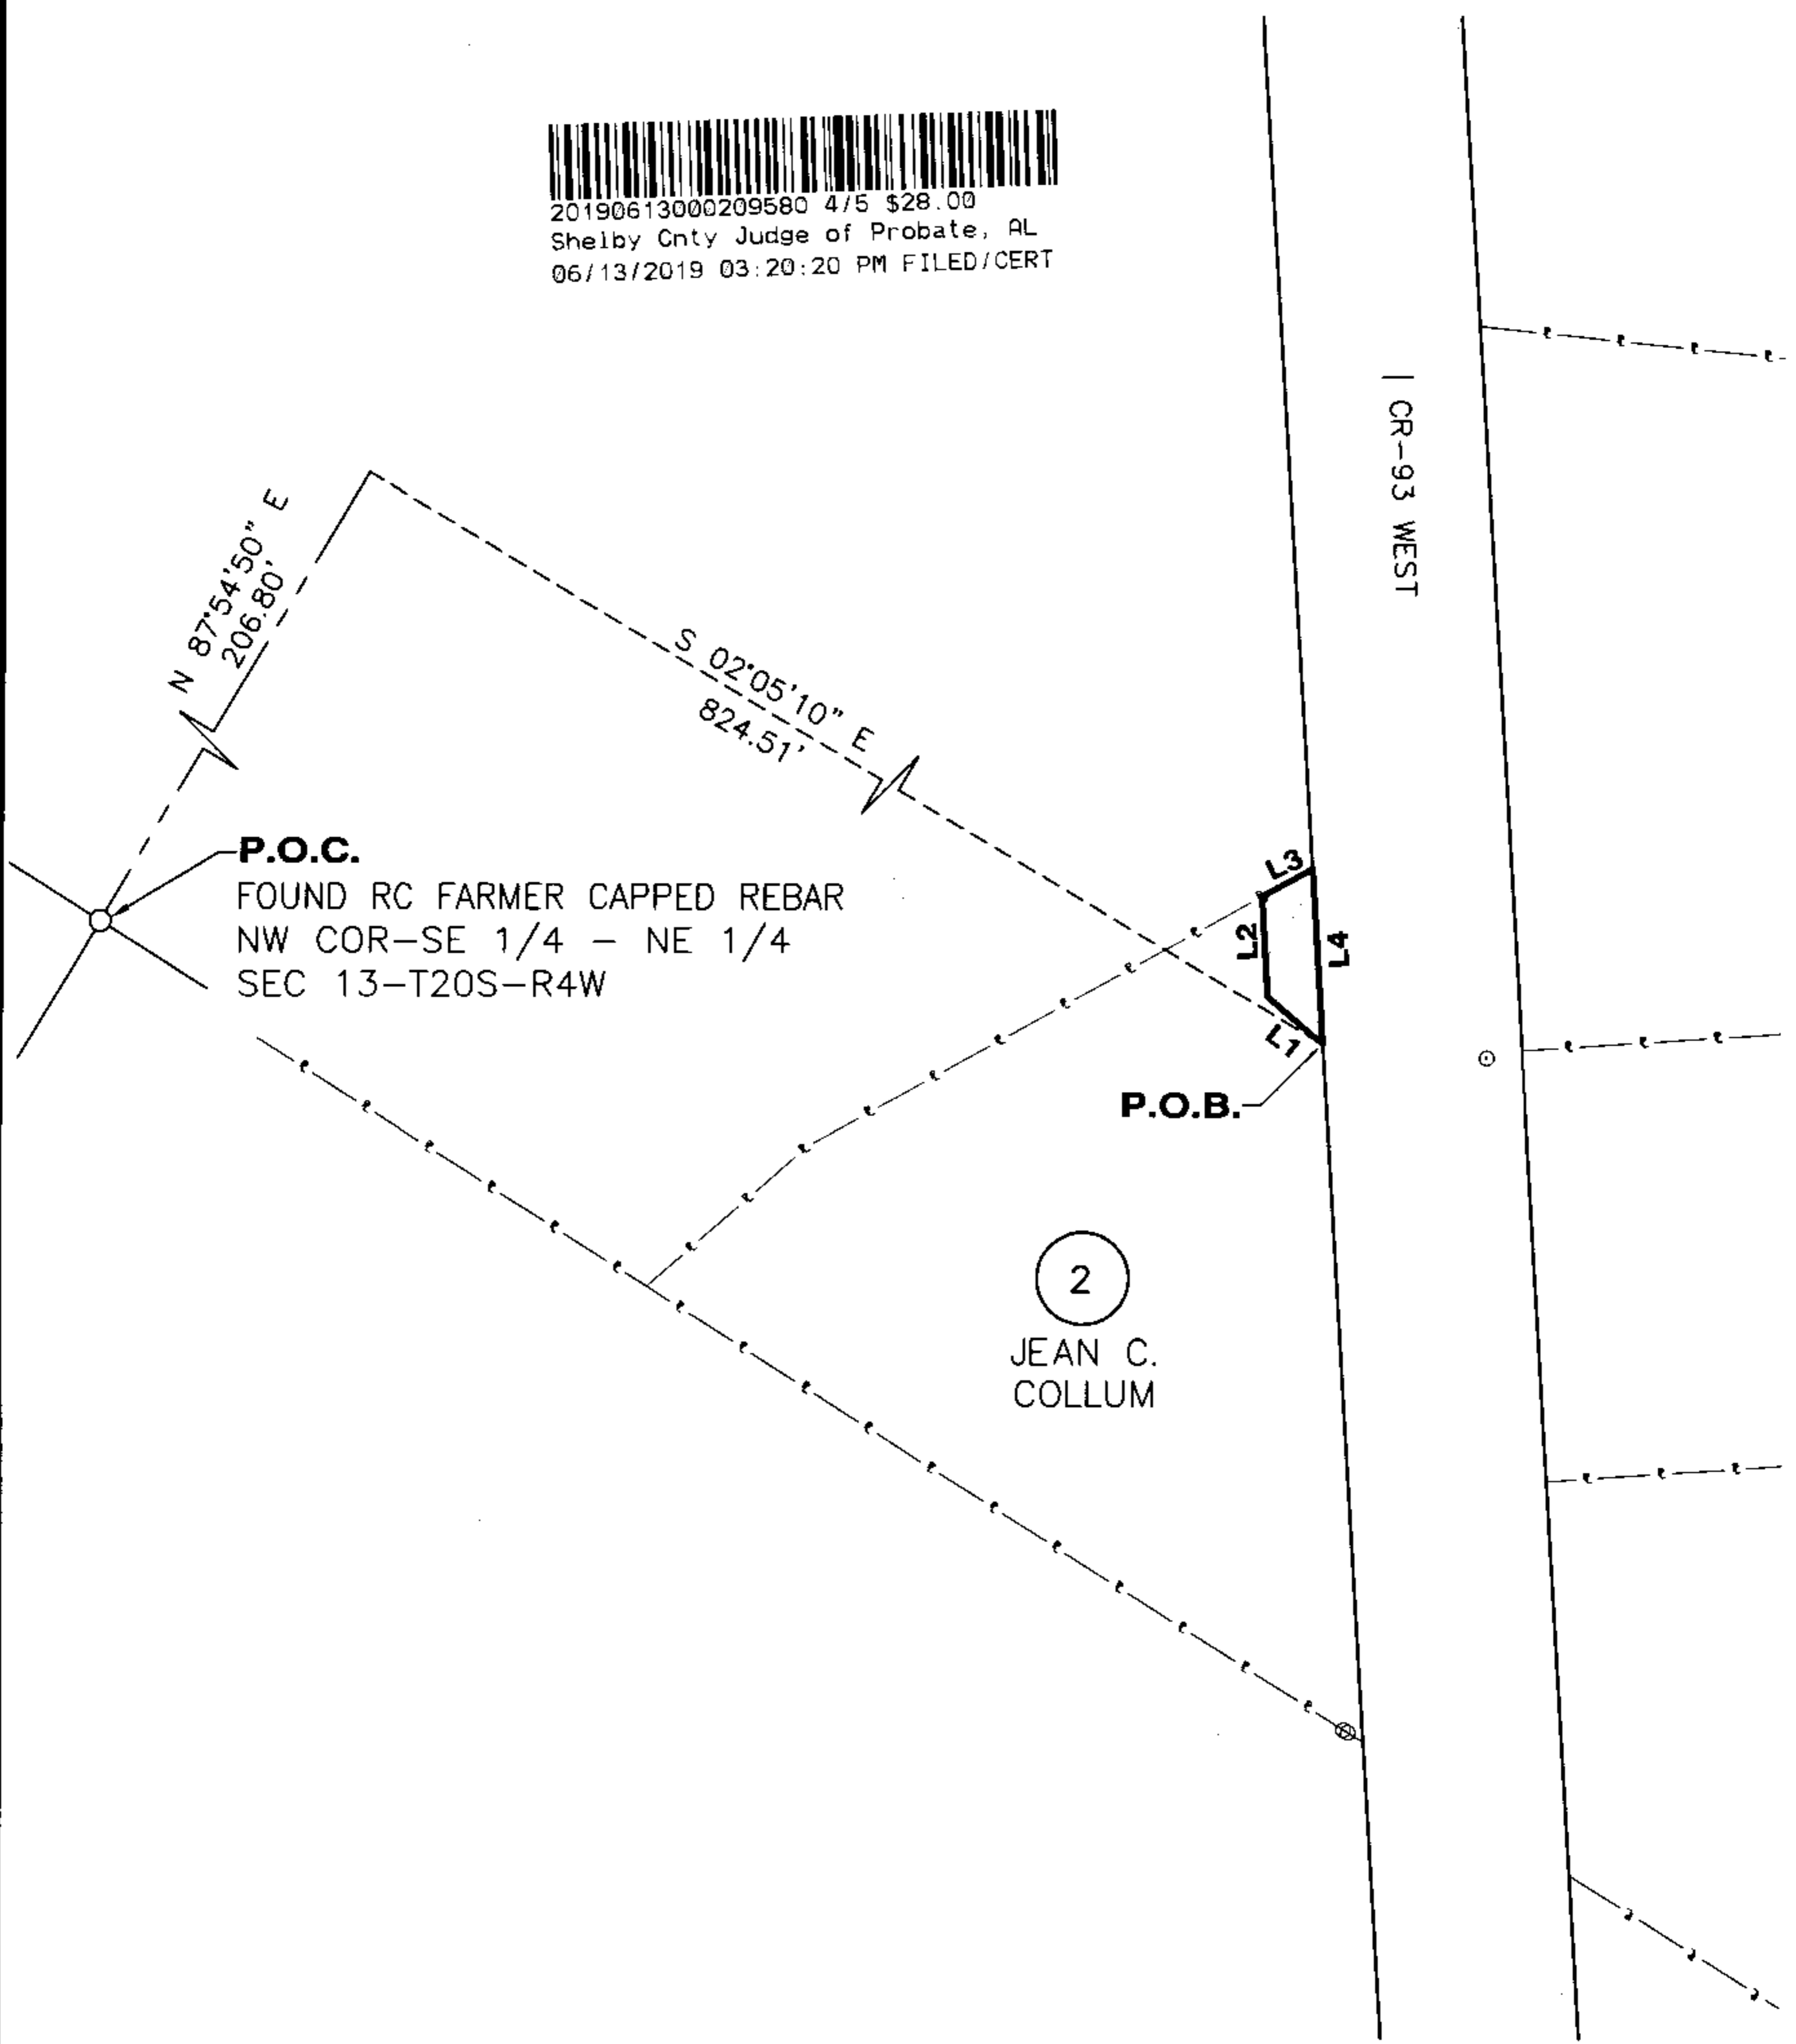 20190613000209580 4/5 $28.00
Shelby Cnty Judge of Probate, AL
06/13/2019 03:20:20 PM FILED/CERT
CR-93 WEST
N 87°54'50" E
206.80'
S 02°05'10" E
824.51'
P.O.C.
FOUND RC FARMER CAPPED REBAR
NW COR-SE 1/4 - NE 1/4
SEC 13-T20S-R4W
L3
L2
L4
L1
P.O.B.
2
JEAN C.
COLLUM